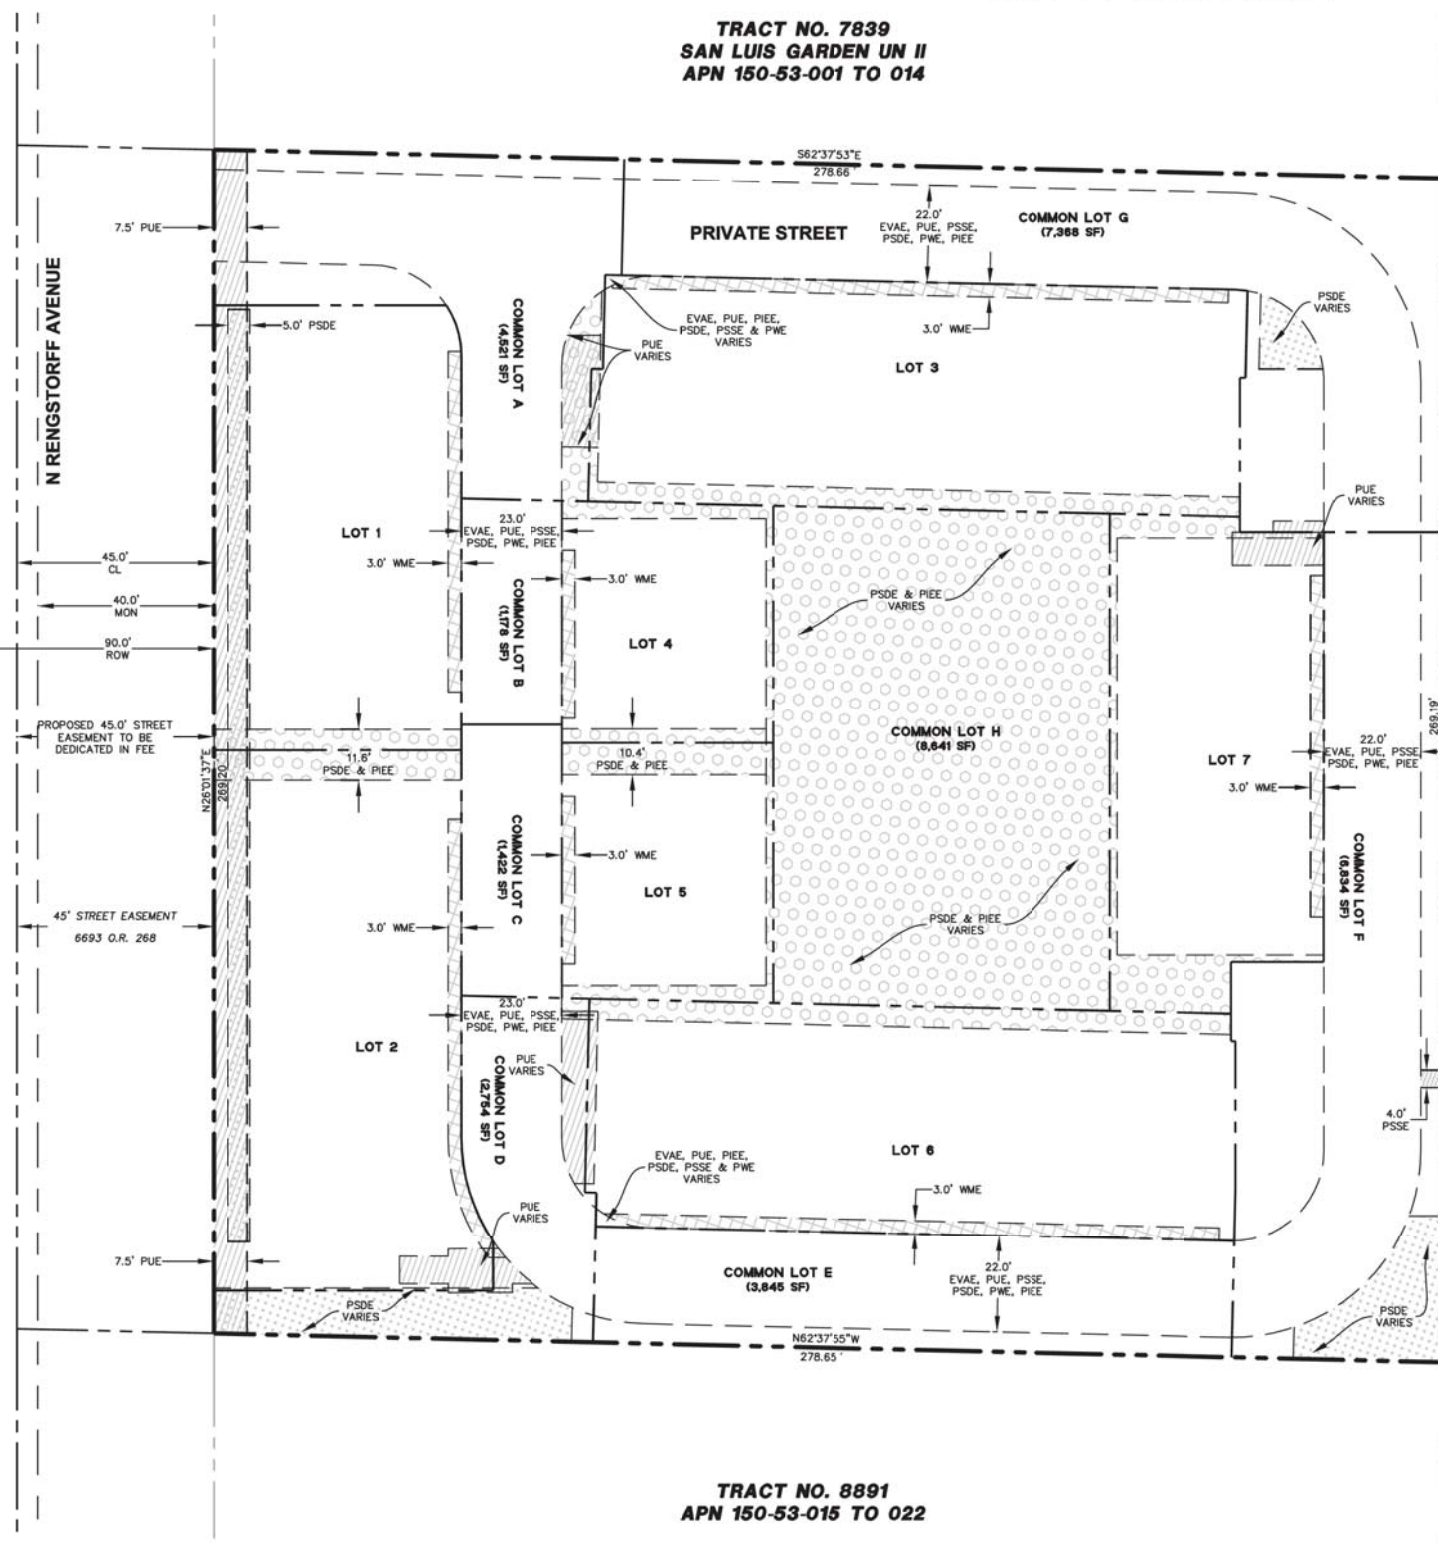 TRACT NO. 7839
SAN LUIS GARDEN UN II
APN 150-53-001 TO 014
S62°37'53"E
278.66'
7.5' PUE
PRIVATE STREET
22.0'
EVAE, PUE, PSSE,
PSDE, PWE, PIEE
COMMON LOT G
(7,368 SF)
N RENGSTORFF AVENUE
5.0' PSDE
COMMON LOT A
(4,521 SF)
EVAE, PUE, PIEE,
PSDE, PSSE & PWE
VARIES
PUE
VARIES
3.0' WME
PSDE
VARIES
LOT 3
PUE
VARIES
LOT 1
23.0'
EVAE, PUE, PSSE,
PSDE, PWE, PIEE
45.0'
CL
3.0' WME
3.0' WME
40.0'
MON
COMMON LOT B
(1,178 SF)
PSDE & PIEE
VARIES
90.0'
ROW
LOT 4
PROPOSED 45.0' STREET
EASEMENT TO BE
DEDICATED IN FEE
N26°01'37"E
269.20
11.6'
PSDE & PIEE
10.4'
PSDE & PIEE
COMMON LOT H
(8,641 SF)
LOT 7
22.0'
EVAE, PUE, PSSE,
PSDE, PWE, PIEE
269.19'
3.0' WME
COMMON LOT C
(1,422 SF)
3.0' WME
LOT 5
COMMON LOT F
(6,834 SF)
45' STREET EASEMENT
6693 O.R. 268
3.0' WME
PSDE & PIEE
VARIES
23.0'
EVAE, PUE, PSSE,
PSDE, PWE, PIEE
LOT 2
PUE
VARIES
COMMON LOT D
(2,754 SF)
4.0'
PSSE
EVAE, PUE, PIEE,
PSDE, PSSE & PWE
VARIES
LOT 6
3.0' WME
PUE
VARIES
7.5' PUE
COMMON LOT E
(3,845 SF)
22.0'
EVAE, PUE, PSSE,
PSDE, PWE, PIEE
PSDE
VARIES
PSDE
VARIES
N62°37'55"W
278.65'
TRACT NO. 8891
APN 150-53-015 TO 022